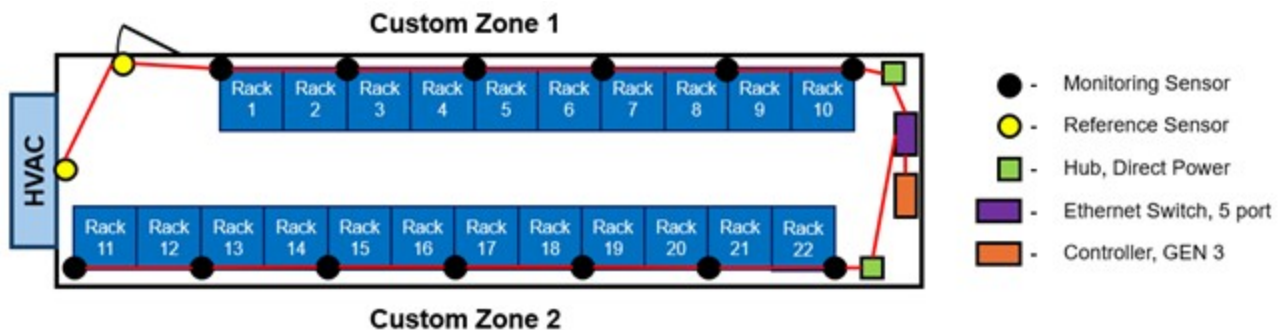 Custom Zone 1
HVAC
Rack 1
Rack 2
Rack 3
Rack 4
Rack 5
Rack 6
Rack 7
Rack 8
Rack 9
Rack 10
Rack 11
Rack 12
Rack 13
Rack 14
Rack 15
Rack 16
Rack 17
Rack 18
Rack 19
Rack 20
Rack 21
Rack 22
Custom Zone 2
- Monitoring Sensor
- Reference Sensor
- Hub, Direct Power
- Ethernet Switch, 5 port
- Controller, GEN 3